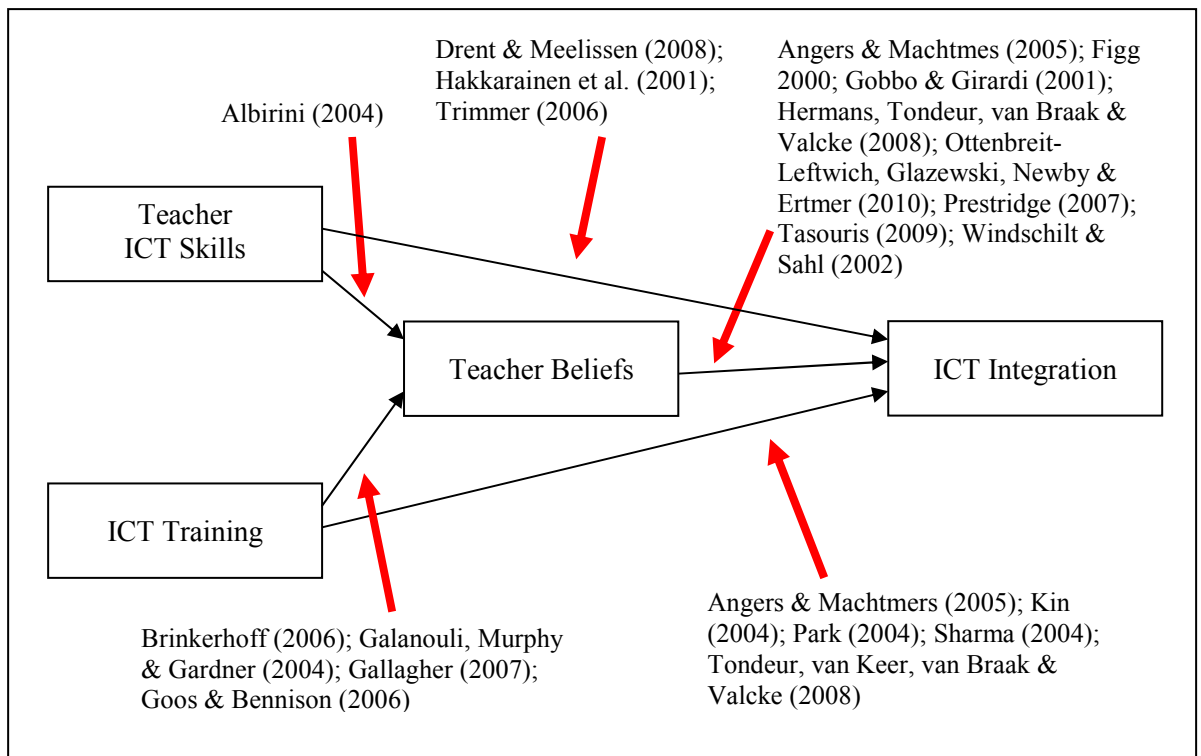 Drent & Meelissen (2008);
Hakkarainen et al. (2001);
Trimmer (2006)
Angers & Machtmes (2005); Figg
2000; Gobbo & Girardi (2001);
Hermans, Tondeur, van Braak &
Valcke (2008); Ottenbreit-
Leftwich, Glazewski, Newby &
Ertmer (2010); Prestridge (2007);
Tasouris (2009); Windschilt &
Sahl (2002)
Albirini (2004)
Teacher
ICT Skills
Teacher Beliefs
ICT Integration
ICT Training
Brinkerhoff (2006); Galanouli, Murphy
& Gardner (2004); Gallagher (2007);
Goos & Bennison (2006)
Angers & Machtmers (2005); Kin
(2004); Park (2004); Sharma (2004);
Tondeur, van Keer, van Braak &
Valcke (2008)